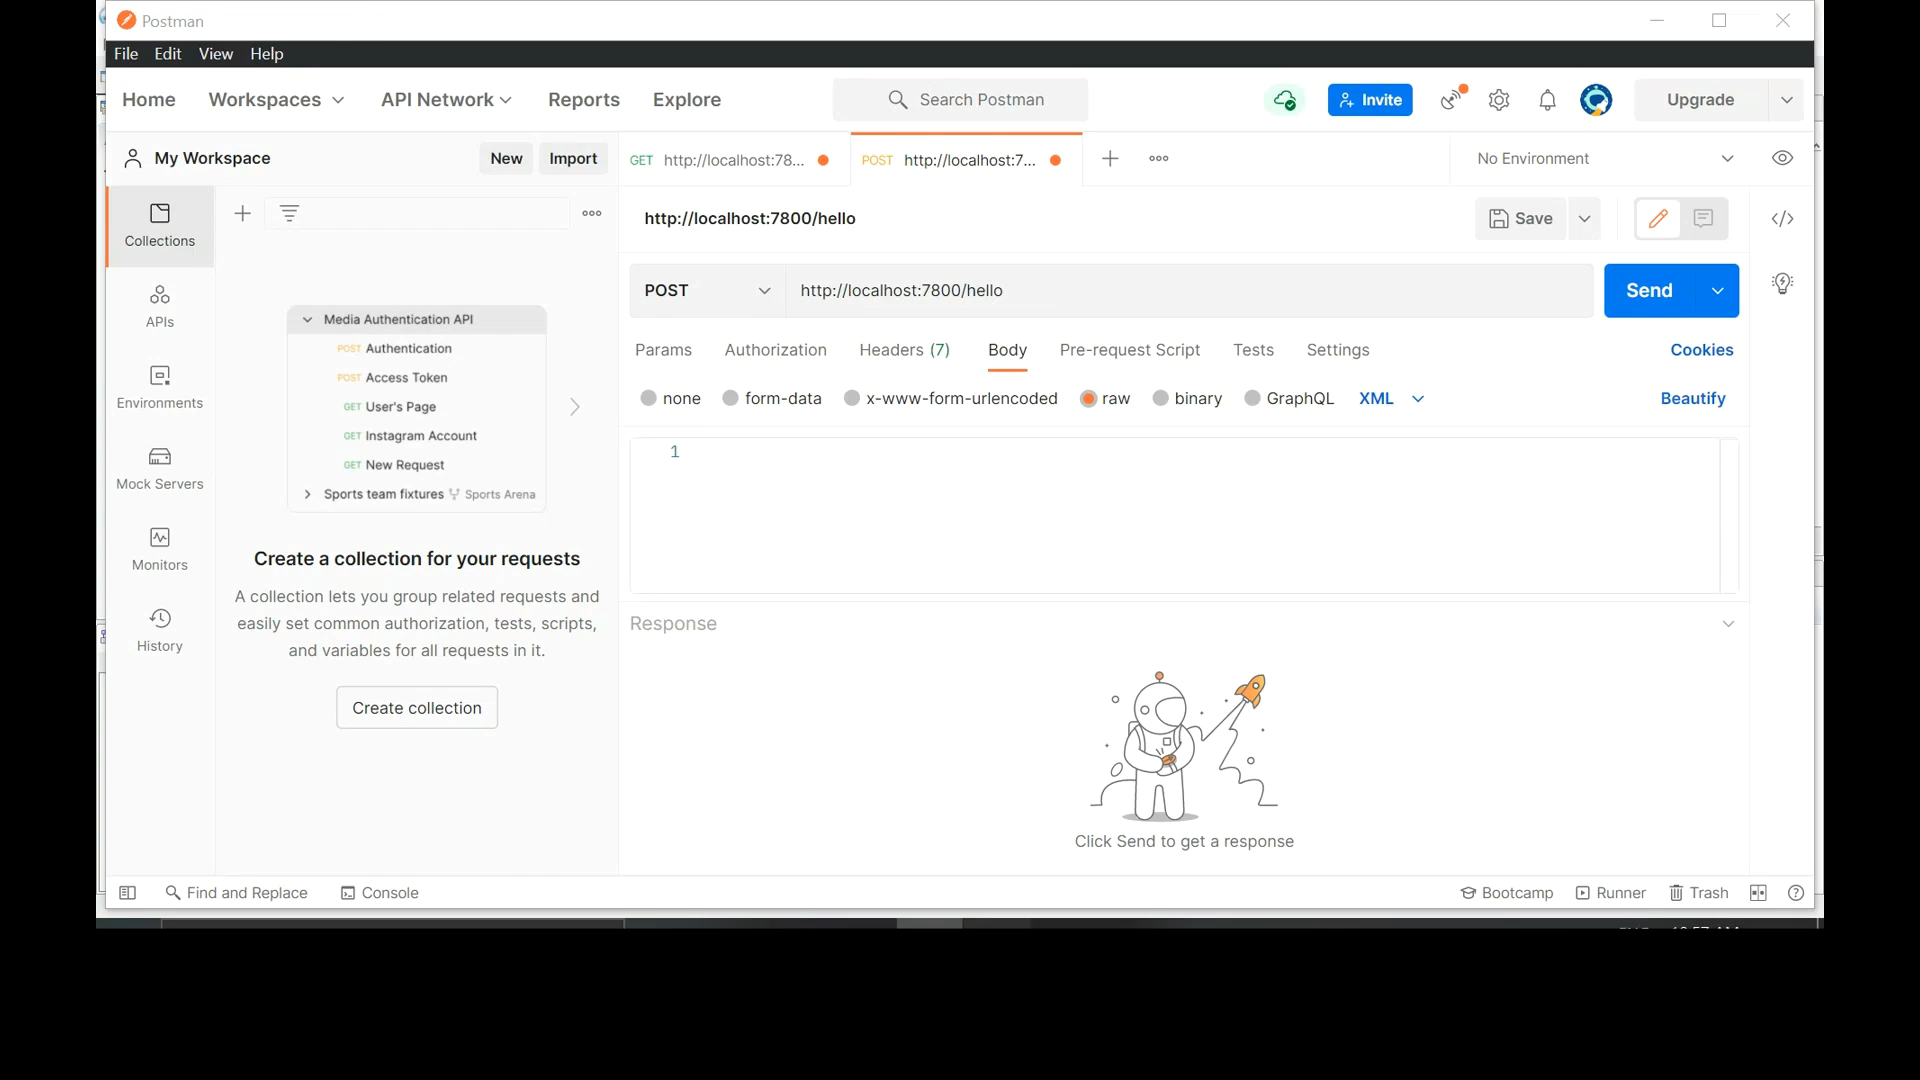 Postman
File Edit View Help
Home Workspaces API Network Reports Explore Search Postman Invite Upgrade
My Workspace New Import GET http://localhost:78... POST http://localhost:7... No Environment
Collections
APIs
Environments
Mock Servers
Monitors
History
Media Authentication API
POST Authentication
POST Access Token
GET User's Page
GET Instagram Account
GET New Request
Sports team fixtures Sports Arena
Create a collection for your requests
A collection lets you group related requests and
easily set common authorization, tests, scripts,
and variables for all requests in it.
Create collection
http://localhost:7800/hello Save
POST http://localhost:7800/hello Send
Params Authorization Headers (7) Body Pre-request Script Tests Settings Cookies
none form-data x-www-form-urlencoded raw binary GraphQL XML Beautify
1
Response
Click Send to get a response
Find and Replace Console Bootcamp Runner Trash